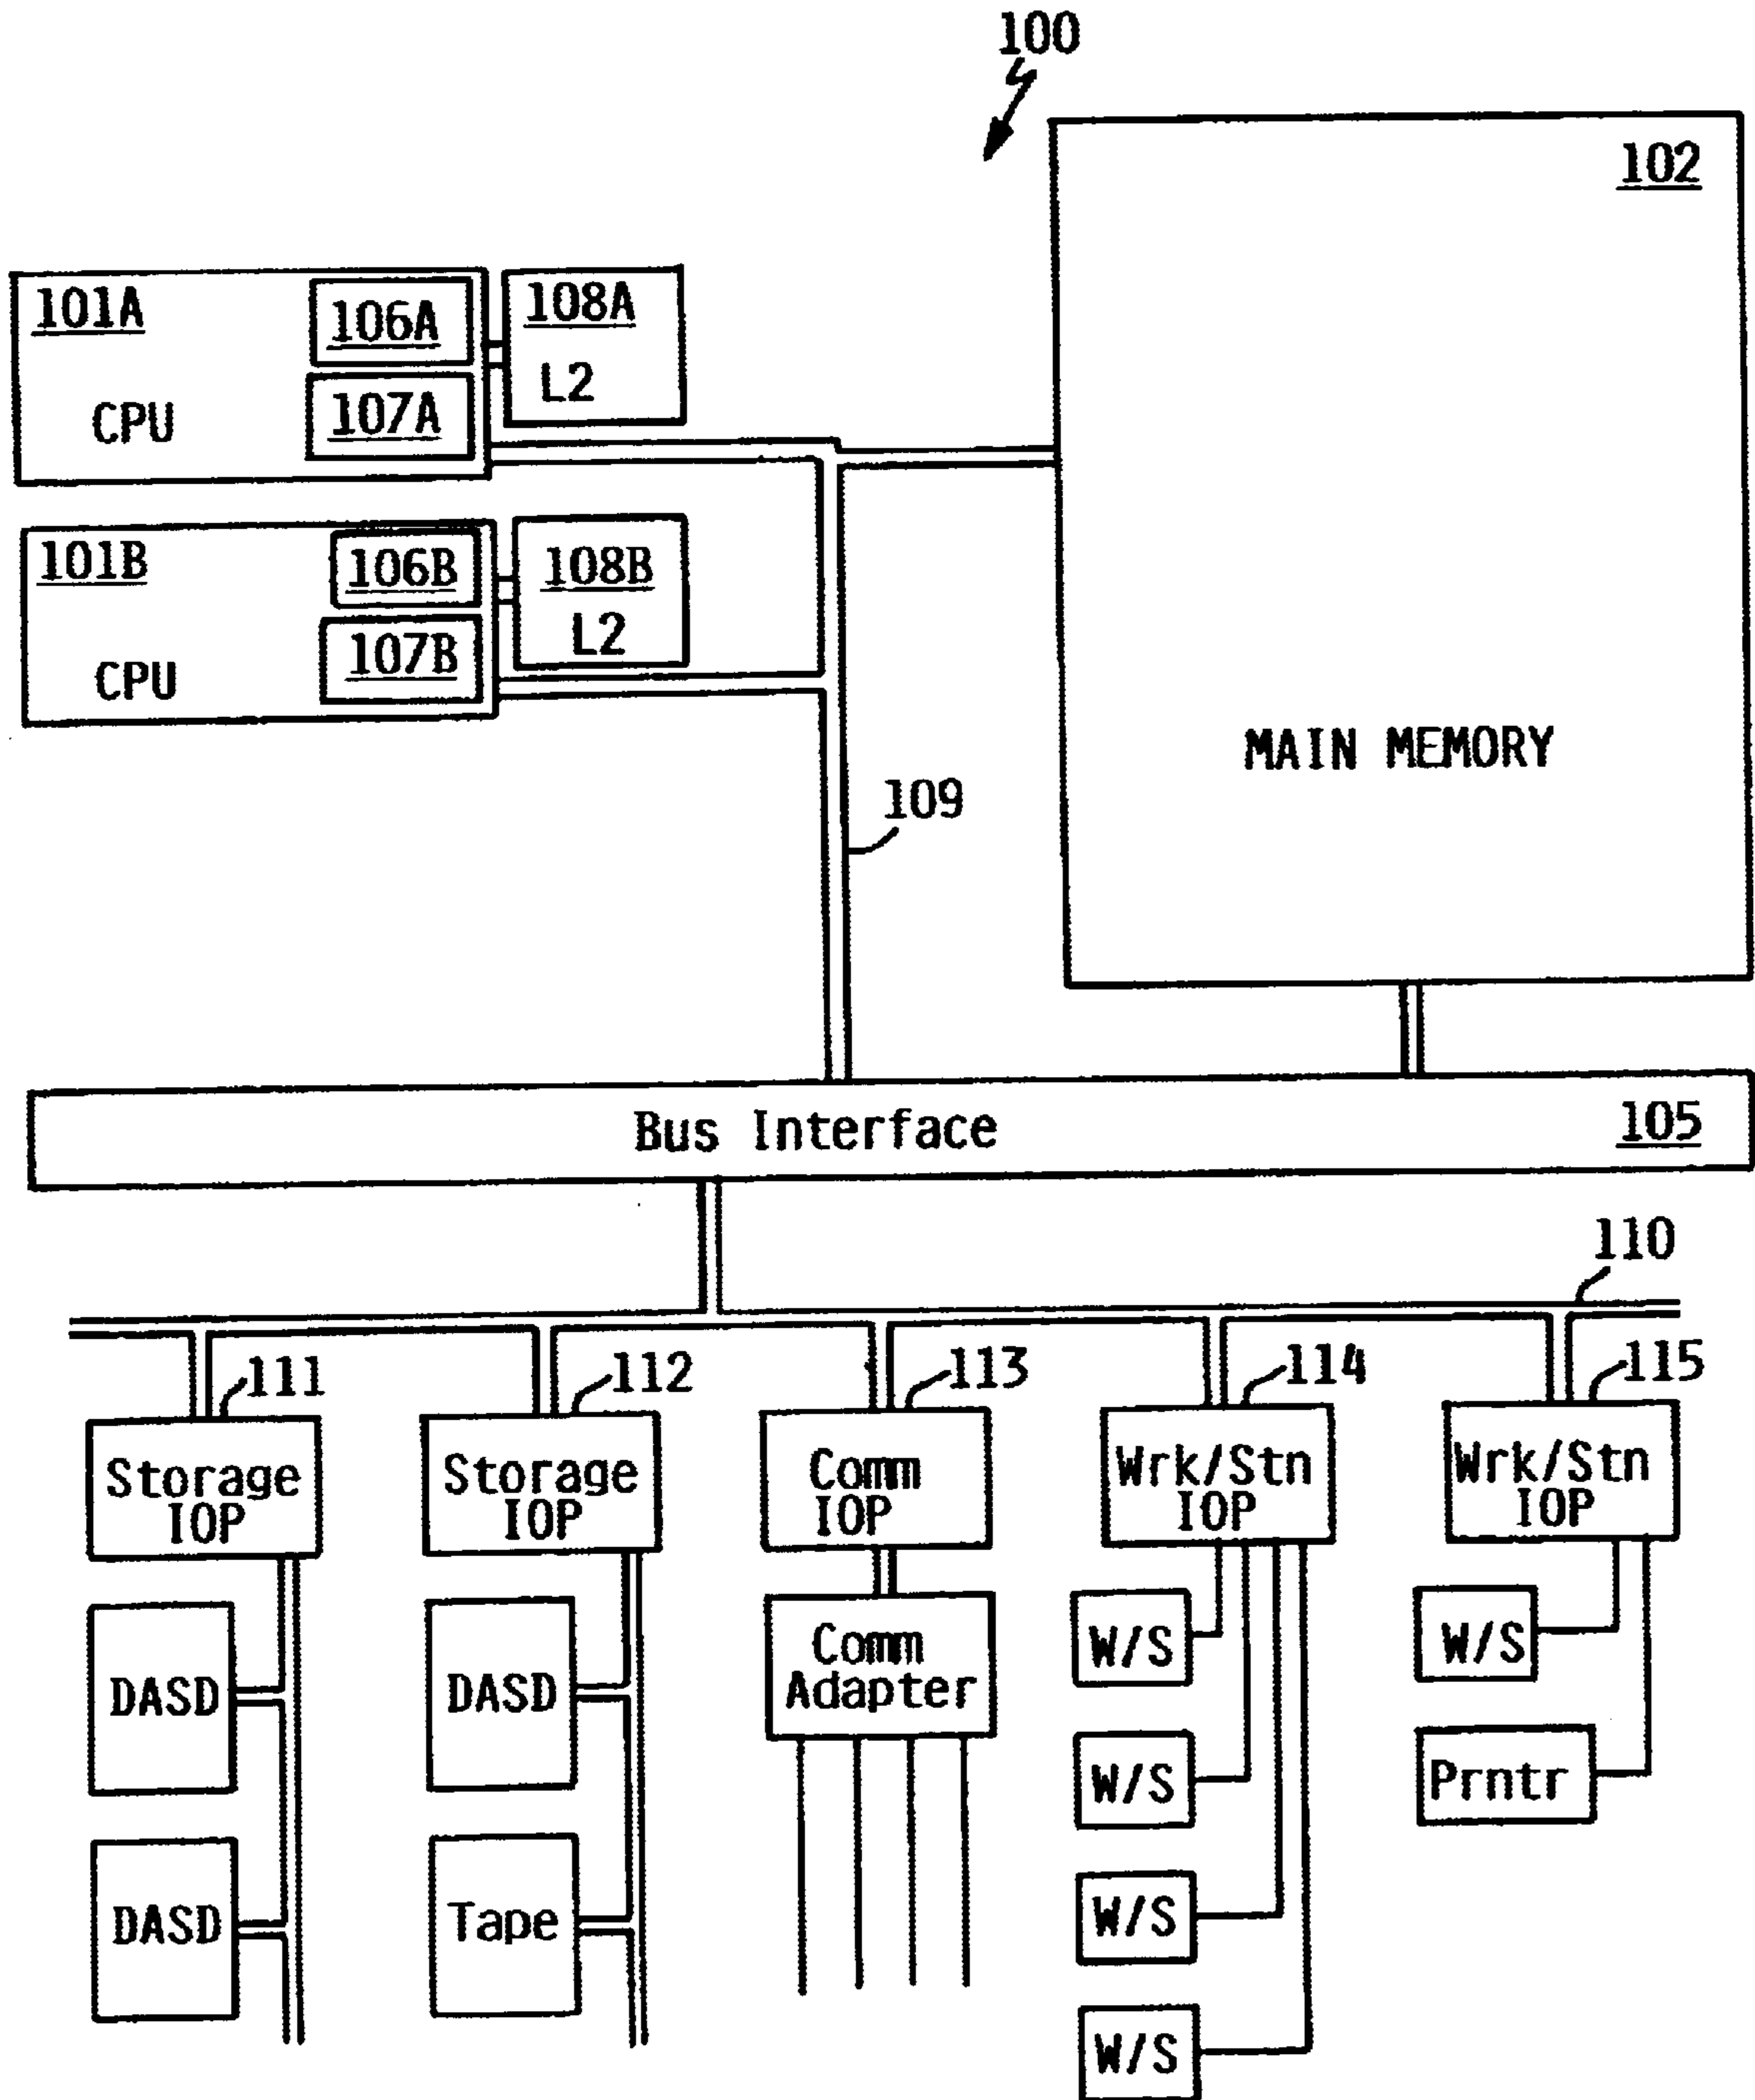 100
102
101A
106A
108A
L2
CPU
107A
101B
106B
108B
L2
CPU
107B
MAIN MEMORY
109
Bus Interface
105
110
111
112
113
114
115
Storage
IOP
Storage
IOP
Comm
IOP
Wrk/Stn
IOP
Wrk/Stn
IOP
DASD
DASD
DASD
Tape
Comm
Adapter
W/S
W/S
W/S
W/S
W/S
Prntr